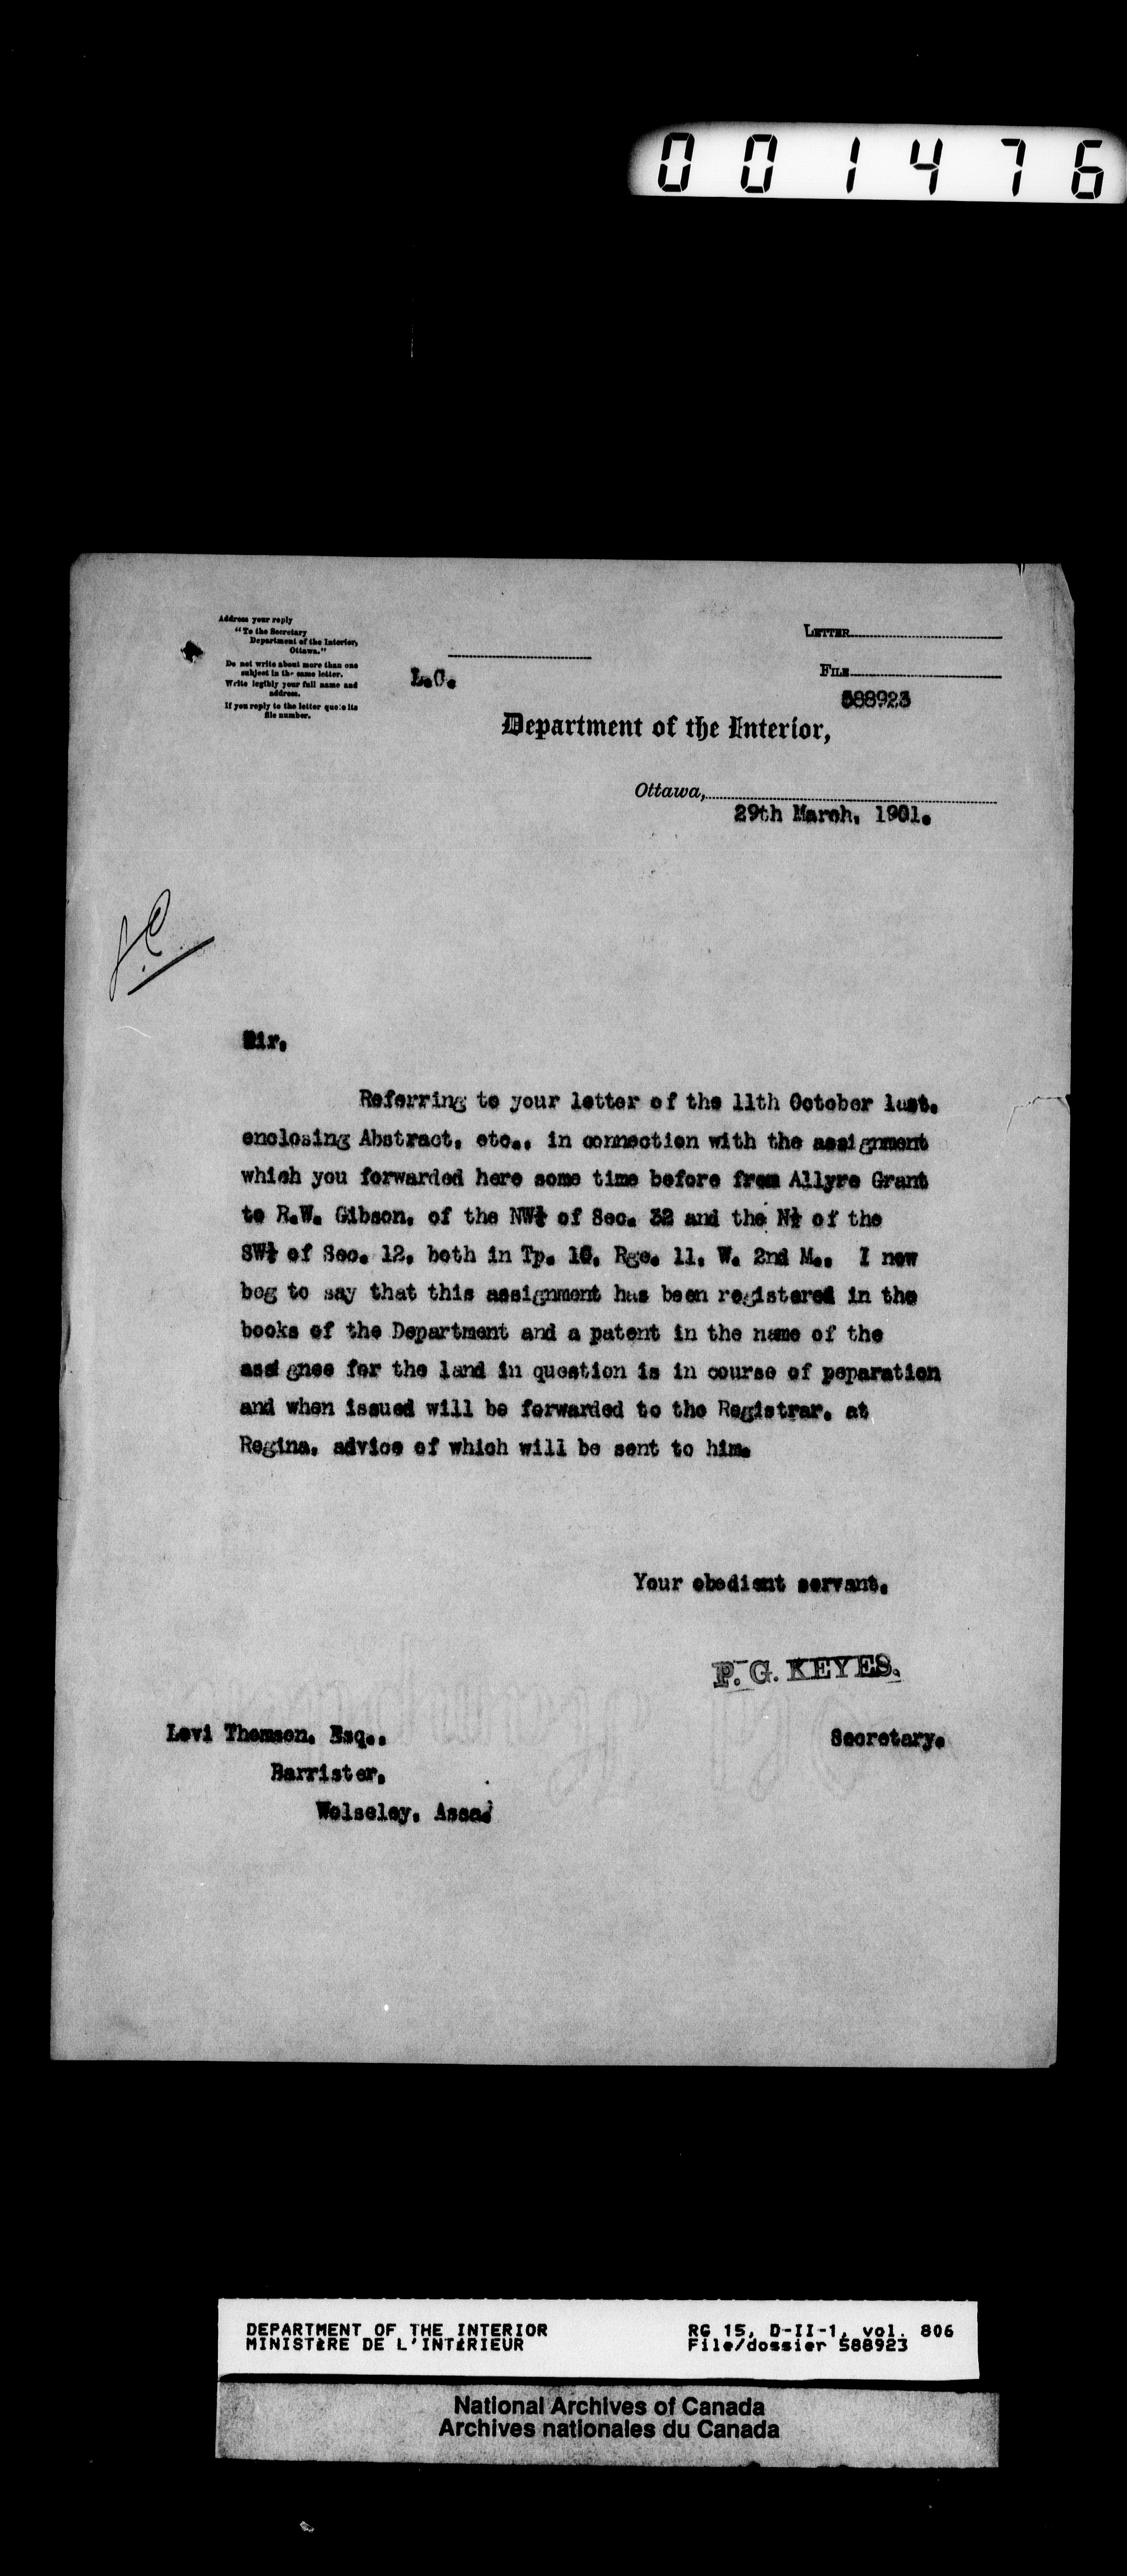 001476
Address your reply
"To the Secretary
Department of the Interior,
Ottawa."
Do not write about more than one
subject in the same letter.
Write legibly your full name and
address.
If you reply to the letter quote its
file number.
L.C.
LETTER
FILE
588923
Department of the Interior,
Ottawa,
29th March, 1901.
Sir,
Referring to your letter of the 11th October last,
enclosing Abstract, etc., in connection with the assignment
which you forwarded here some time before from Allyre Grant
to R.W. Gibson, of the NW¼ of Sec. 32 and the N½ of the
SW¼ of Sec. 12, both in Tp. 16, Rge. 11, W. 2nd M., I now
beg to say that this assignment has been registered in the
books of the Department and a patent in the name of the
assignee for the land in question is in course of peparation
and when issued will be forwarded to the Registrar, at
Regina, advice of which will be sent to him.
Your obedient servant,
P. G. KEYES.
Secretary.
Levi Thomson, Esq.,
Barrister,
Wolseley, Assa.
DEPARTMENT OF THE INTERIOR RG 15, D-II-1, vol. 806
MINISTÈRE DE L'INTÉRIEUR File/dossier 588923
National Archives of Canada
Archives nationales du Canada